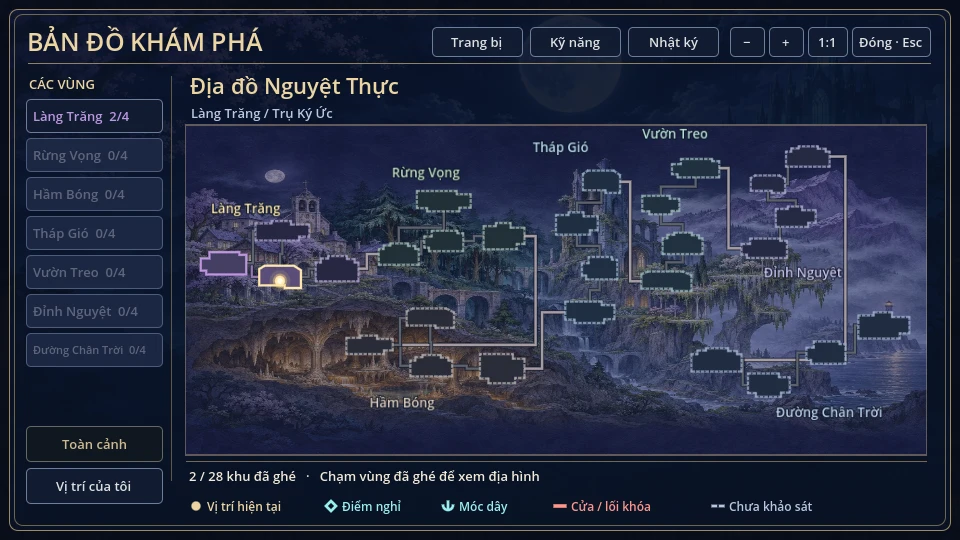 BẢN ĐỒ KHÁM PHÁ
Trang bị
Kỹ năng
Nhật ký
−
+
1:1
Đóng · Esc
CÁC VÙNG
Làng Trăng 2/4
Rừng Vọng 0/4
Hầm Bóng 0/4
Tháp Gió 0/4
Vườn Treo 0/4
Đỉnh Nguyệt 0/4
Đường Chân Trời 0/4
Toàn cảnh
Vị trí của tôi
Địa đồ Nguyệt Thực
Làng Trăng / Trụ Ký Ức
Vườn Treo
Tháp Gió
Rừng Vọng
Làng Trăng
Đỉnh Nguyệt
Hầm Bóng
Đường Chân Trời
2 / 28 khu đã ghé · Chạm vùng đã ghé để xem địa hình
Vị trí hiện tại
Điểm nghỉ
Móc dây
Cửa / lối khóa
Chưa khảo sát